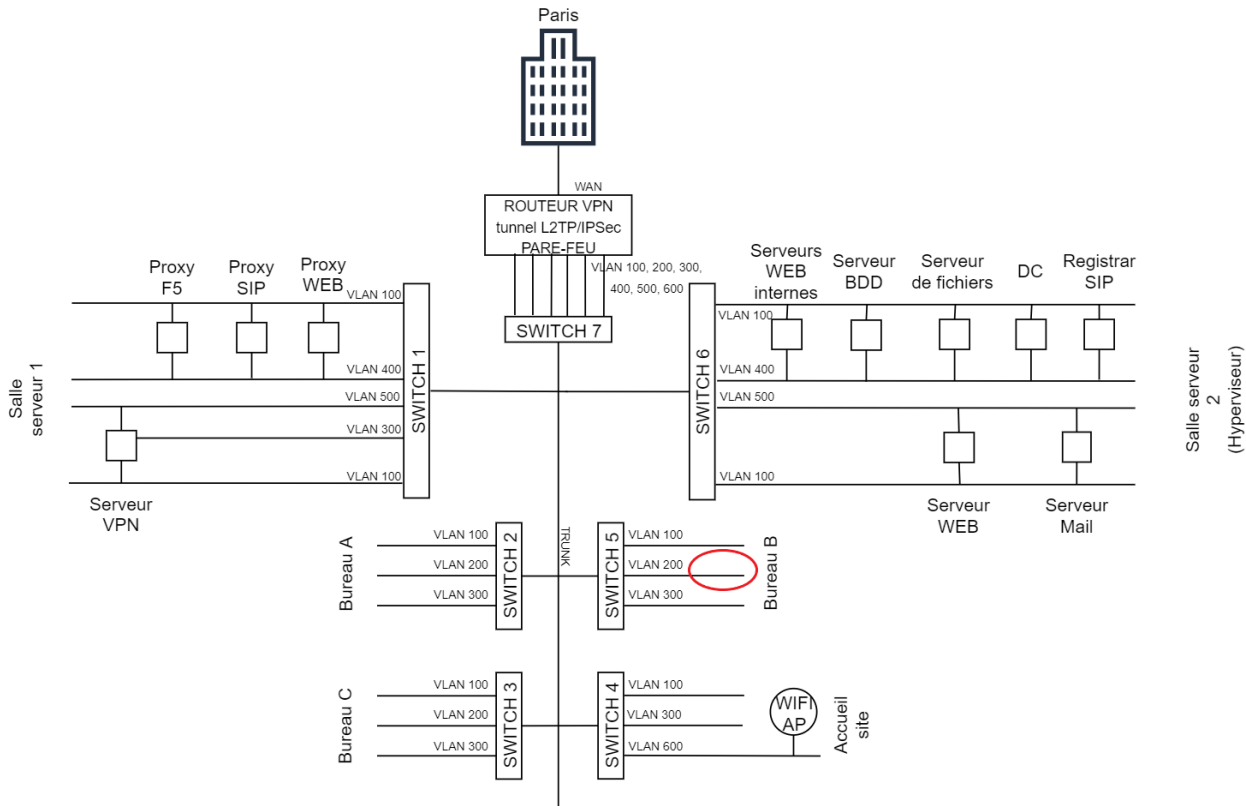 Paris
WAN
ROUTEUR VPN
tunnel L2TP/IPSec
PARE-FEU
VLAN 100, 200, 300,
400, 500, 600
SWITCH 7
Salle
serveur 1
Proxy
F5
Proxy
SIP
Proxy
WEB
VLAN 100
VLAN 400
VLAN 500
VLAN 300
VLAN 100
Serveur
VPN
SWITCH 1
SWITCH 6
Serveurs
WEB
internes
Serveur
BDD
Serveur
de fichiers
DC
Registrar
SIP
VLAN 100
VLAN 400
VLAN 500
VLAN 100
Serveur
WEB
Serveur
Mail
Salle serveur
2
(Hyperviseur)
TRUNK
Bureau A
VLAN 100
VLAN 200
VLAN 300
SWITCH 2
SWITCH 5
VLAN 100
VLAN 200
VLAN 300
Bureau B
Bureau C
VLAN 100
VLAN 200
VLAN 300
SWITCH 3
SWITCH 4
VLAN 100
VLAN 300
VLAN 600
WIFI
AP
Accueil
site